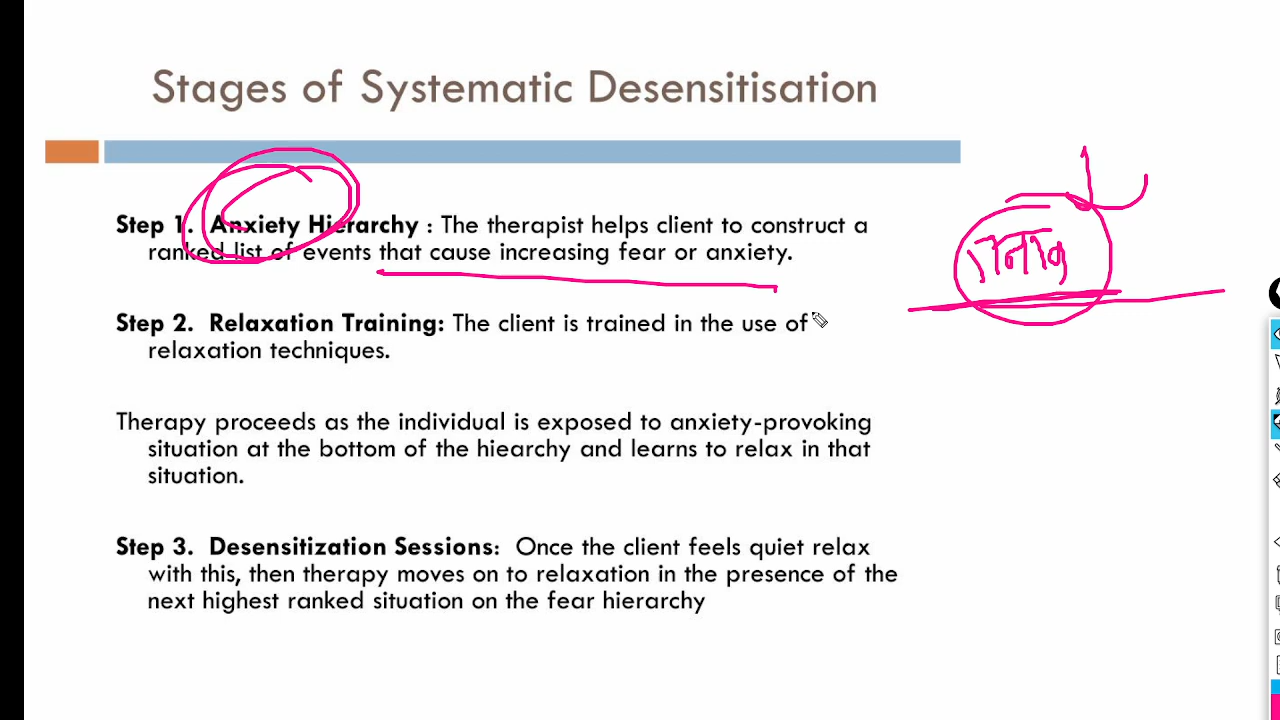 Stages of Systematic Desensitisation
Step 1. Anxiety Hierarchy : The therapist helps client to construct a
ranked list of events that cause increasing fear or anxiety.
Step 2. Relaxation Training: The client is trained in the use of
relaxation techniques.
Therapy proceeds as the individual is exposed to anxiety-provoking
situation at the bottom of the hiearchy and learns to relax in that
situation.
Step 3. Desensitization Sessions: Once the client feels quiet relax
with this, then therapy moves on to relaxation in the presence of the
next highest ranked situation on the fear hierarchy